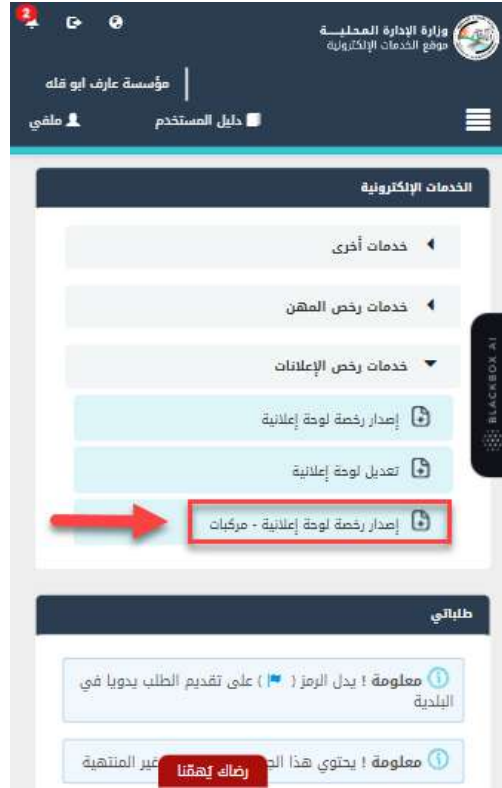 وزارة الإدارة المحليـــة
موقع الخدمات الإلكترونية
2
مؤسسة عارف ابو قله
دليل المستخدم
ملفي
الخدمات الإلكترونية
خدمات أخرى
خدمات رخص المهن
خدمات رخص الإعلانات
إصدار رخصة لوحة إعلانية
تعديل لوحة إعلانية
إصدار رخصة لوحة إعلانية - مركبات
BLACKBOX AI
طلباتي
معلومة ! يدل الرمز ( ) على تقديم الطلب يدويا في
البلدية
معلومة ! يحتوي هذا غير المنتهية
رضاك يُهمّنا